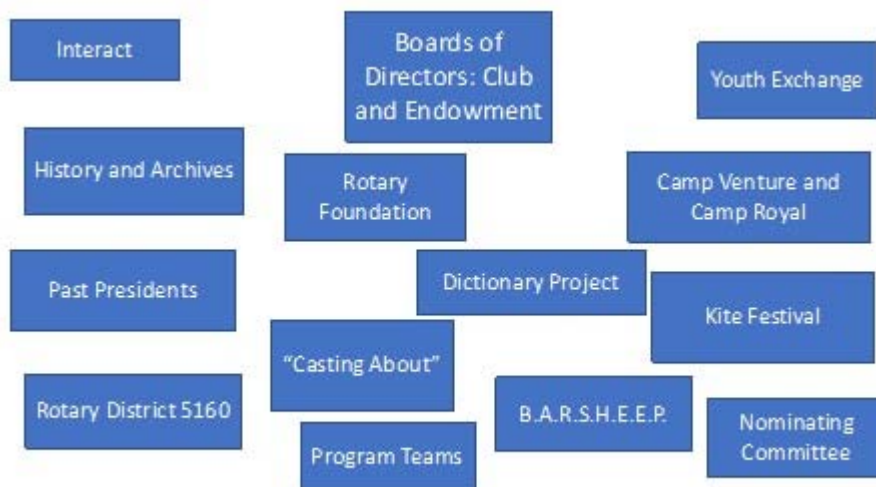 Interact
Boards of
Directors: Club
and Endowment
Youth Exchange
History and Archives
Rotary
Foundation
Camp Venture and
Camp Royal
Past Presidents
Dictionary Project
Kite Festival
“Casting About”
Rotary District 5160
B.A.R.S.H.E.E.P.
Nominating
Committee
Program Teams